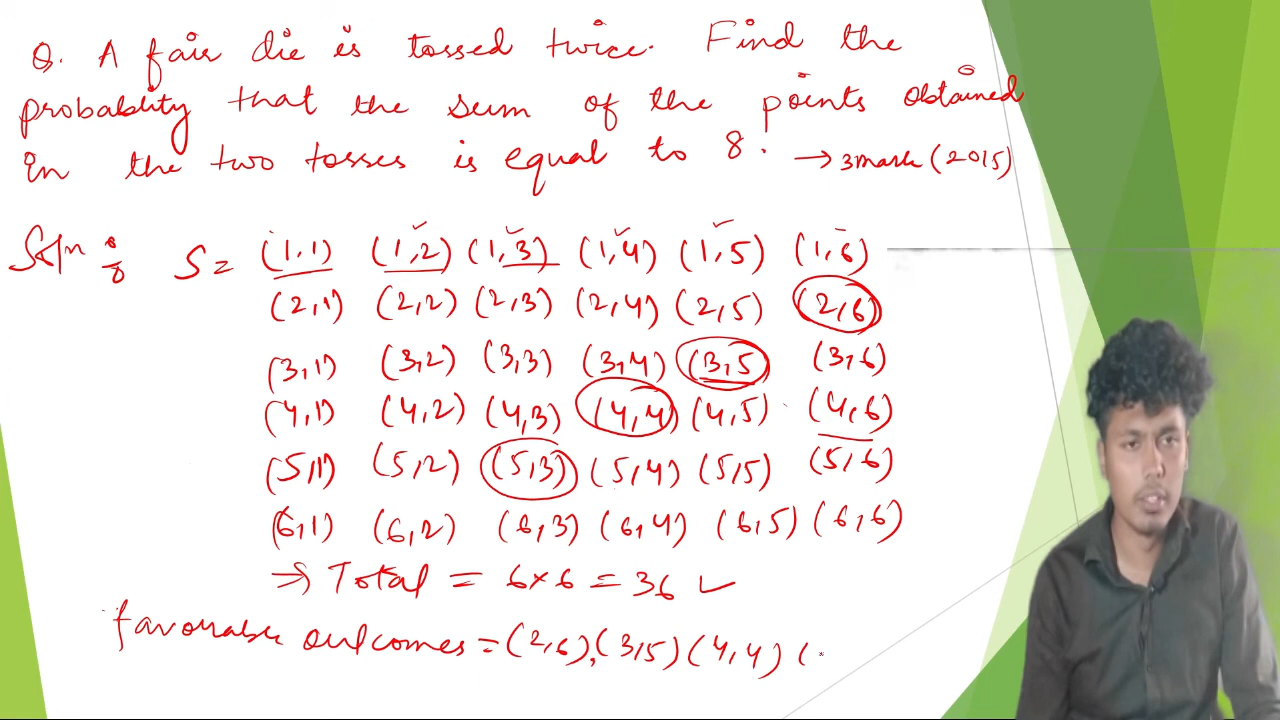 Q. A fair die is tossed twice. Find the
probability that the sum of the points obtained
in the two tosses is equal to 8. → 3 mark (2015)
Solⁿ : S = (1,1) (1,2) (1,3) (1,4) (1,5) (1,6)
(2,1) (2,2) (2,3) (2,4) (2,5) (2,6)
(3,1) (3,2) (3,3) (3,4) (3,5) (3,6)
(4,1) (4,2) (4,3) (4,4) (4,5) (4,6)
(5,1) (5,2) (5,3) (5,4) (5,5) (5,6)
(6,1) (6,2) (6,3) (6,4) (6,5) (6,6)
⇒ Total = 6×6 = 36 ✓
favorable outcomes = (2,6), (3,5) (4,4) (